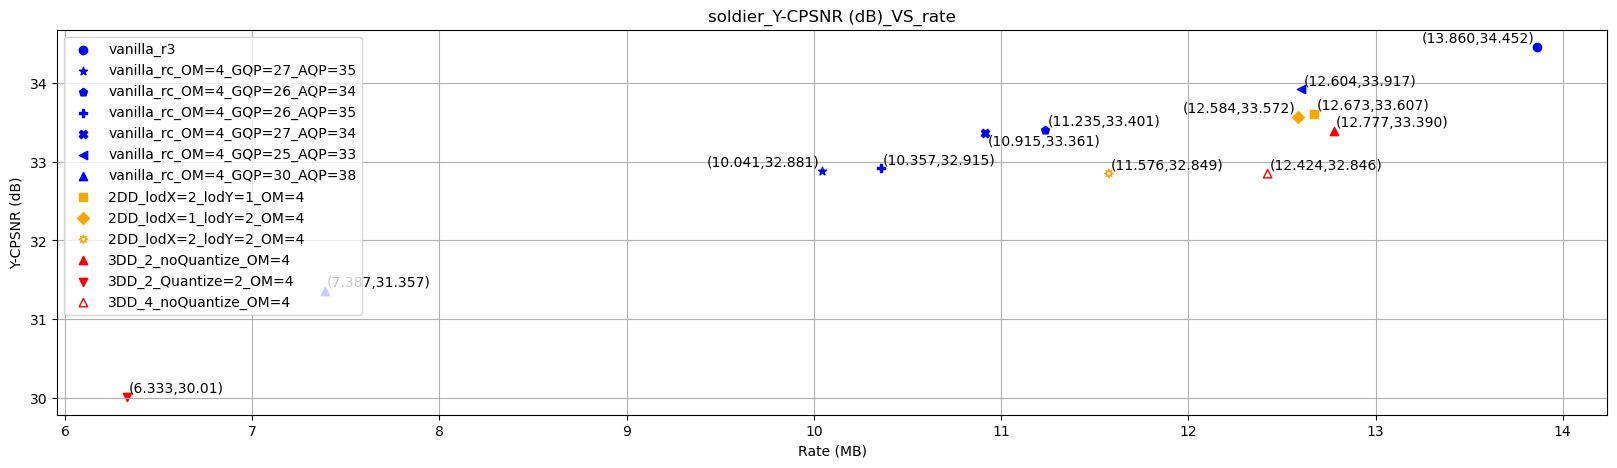 soldier_Y-CPSNR (dB)_VS_rate
vanilla_r3
vanilla_rc_OM=4_GQP=27_AQP=35
vanilla_rc_OM=4_GQP=26_AQP=34
vanilla_rc_OM=4_GQP=26_AQP=35
vanilla_rc_OM=4_GQP=27_AQP=34
vanilla_rc_OM=4_GQP=25_AQP=33
vanilla_rc_OM=4_GQP=30_AQP=38
2DD_lodX=2_lodY=1_OM=4
2DD_lodX=1_lodY=2_OM=4
2DD_lodX=2_lodY=2_OM=4
3DD_2_noQuantize_OM=4
3DD_2_Quantize=2_OM=4
3DD_4_noQuantize_OM=4
(13.860,34.452)
(12.604,33.917)
(12.584,33.572)
(12.673,33.607)
(12.777,33.390)
(11.235,33.401)
(10.915,33.361)
(10.041,32.881)
(10.357,32.915)
(11.576,32.849)
(12.424,32.846)
(7.387,31.357)
(6.333,30.01)
34
33
32
31
30
Y-CPSNR (dB)
6
7
8
9
10
11
12
13
14
Rate (MB)